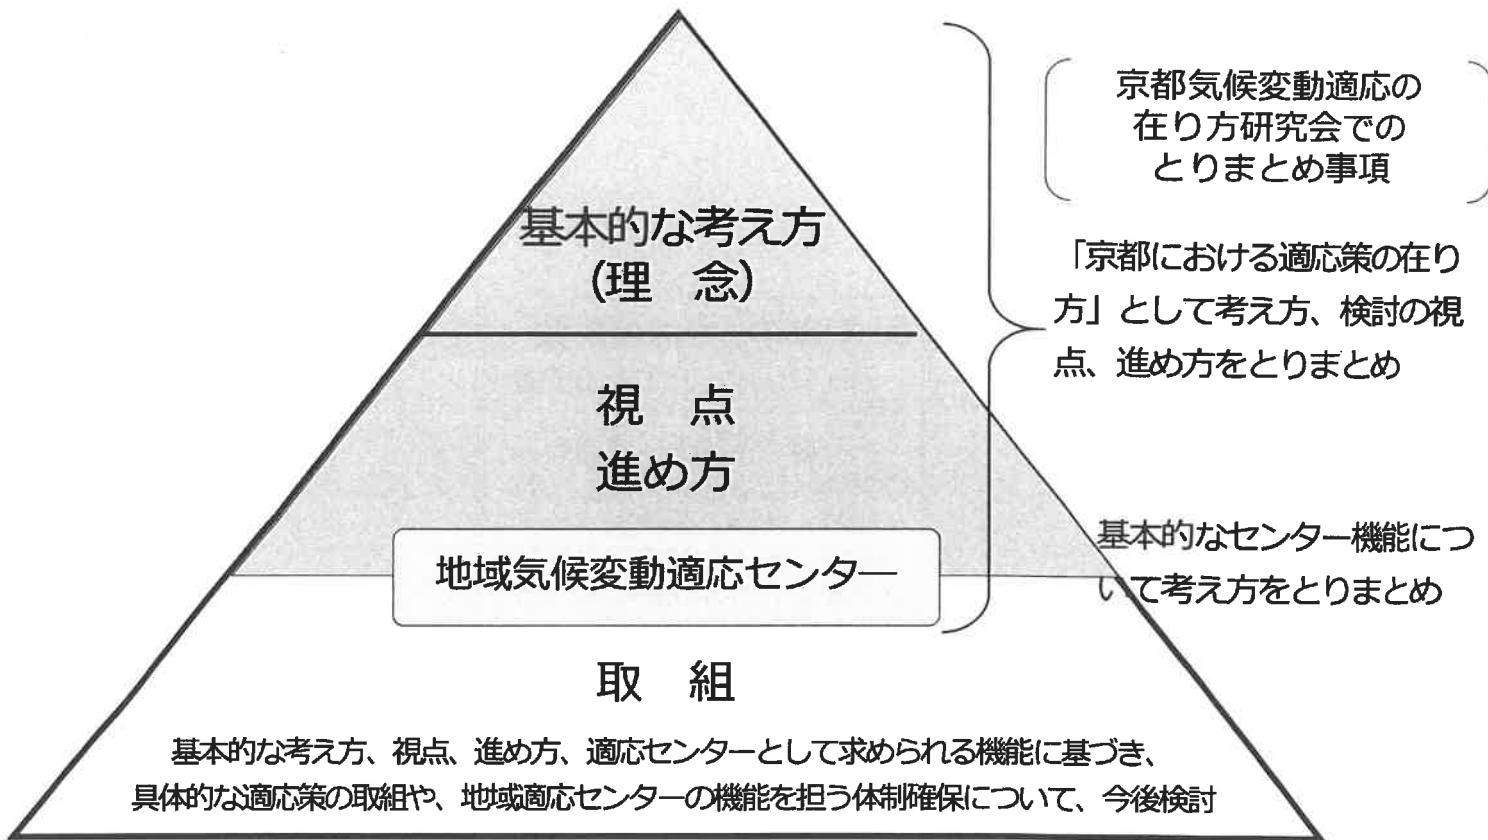 京都気候変動適応の
在り方研究会での
とりまとめ事項
基本的な考え方
(理　念)
「京都における適応策の在り
方」として考え方、検討の視
点、進め方をとりまとめ
視　点
進め方
地域気候変動適応センター
基本的なセンター機能につ
いて考え方をとりまとめ
取　組
基本的な考え方、視点、進め方、適応センターとして求められる機能に基づき、
具体的な適応策の取組や、地域適応センターの機能を担う体制確保について、今後検討